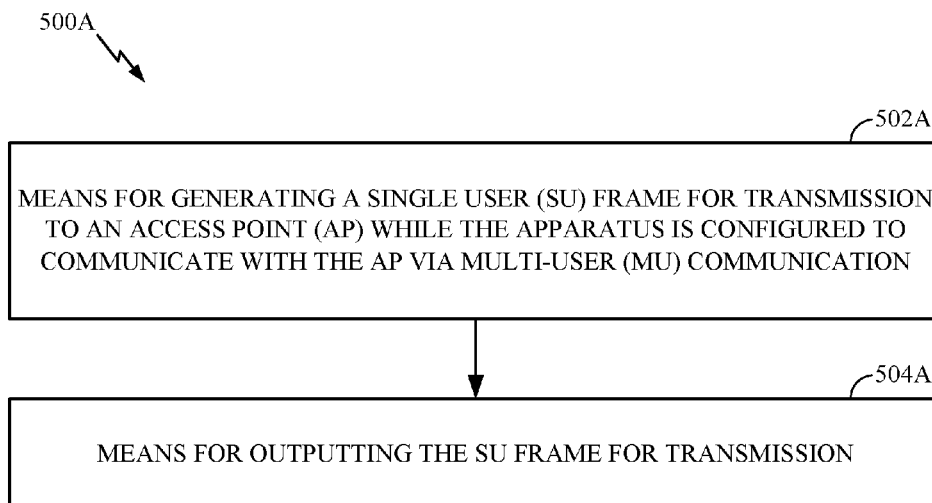 500A
502A
MEANS FOR GENERATING A SINGLE USER (SU) FRAME FOR TRANSMISSION
TO AN ACCESS POINT (AP) WHILE THE APPARATUS IS CONFIGURED TO
COMMUNICATE WITH THE AP VIA MULTI-USER (MU) COMMUNICATION
504A
MEANS FOR OUTPUTTING THE SU FRAME FOR TRANSMISSION